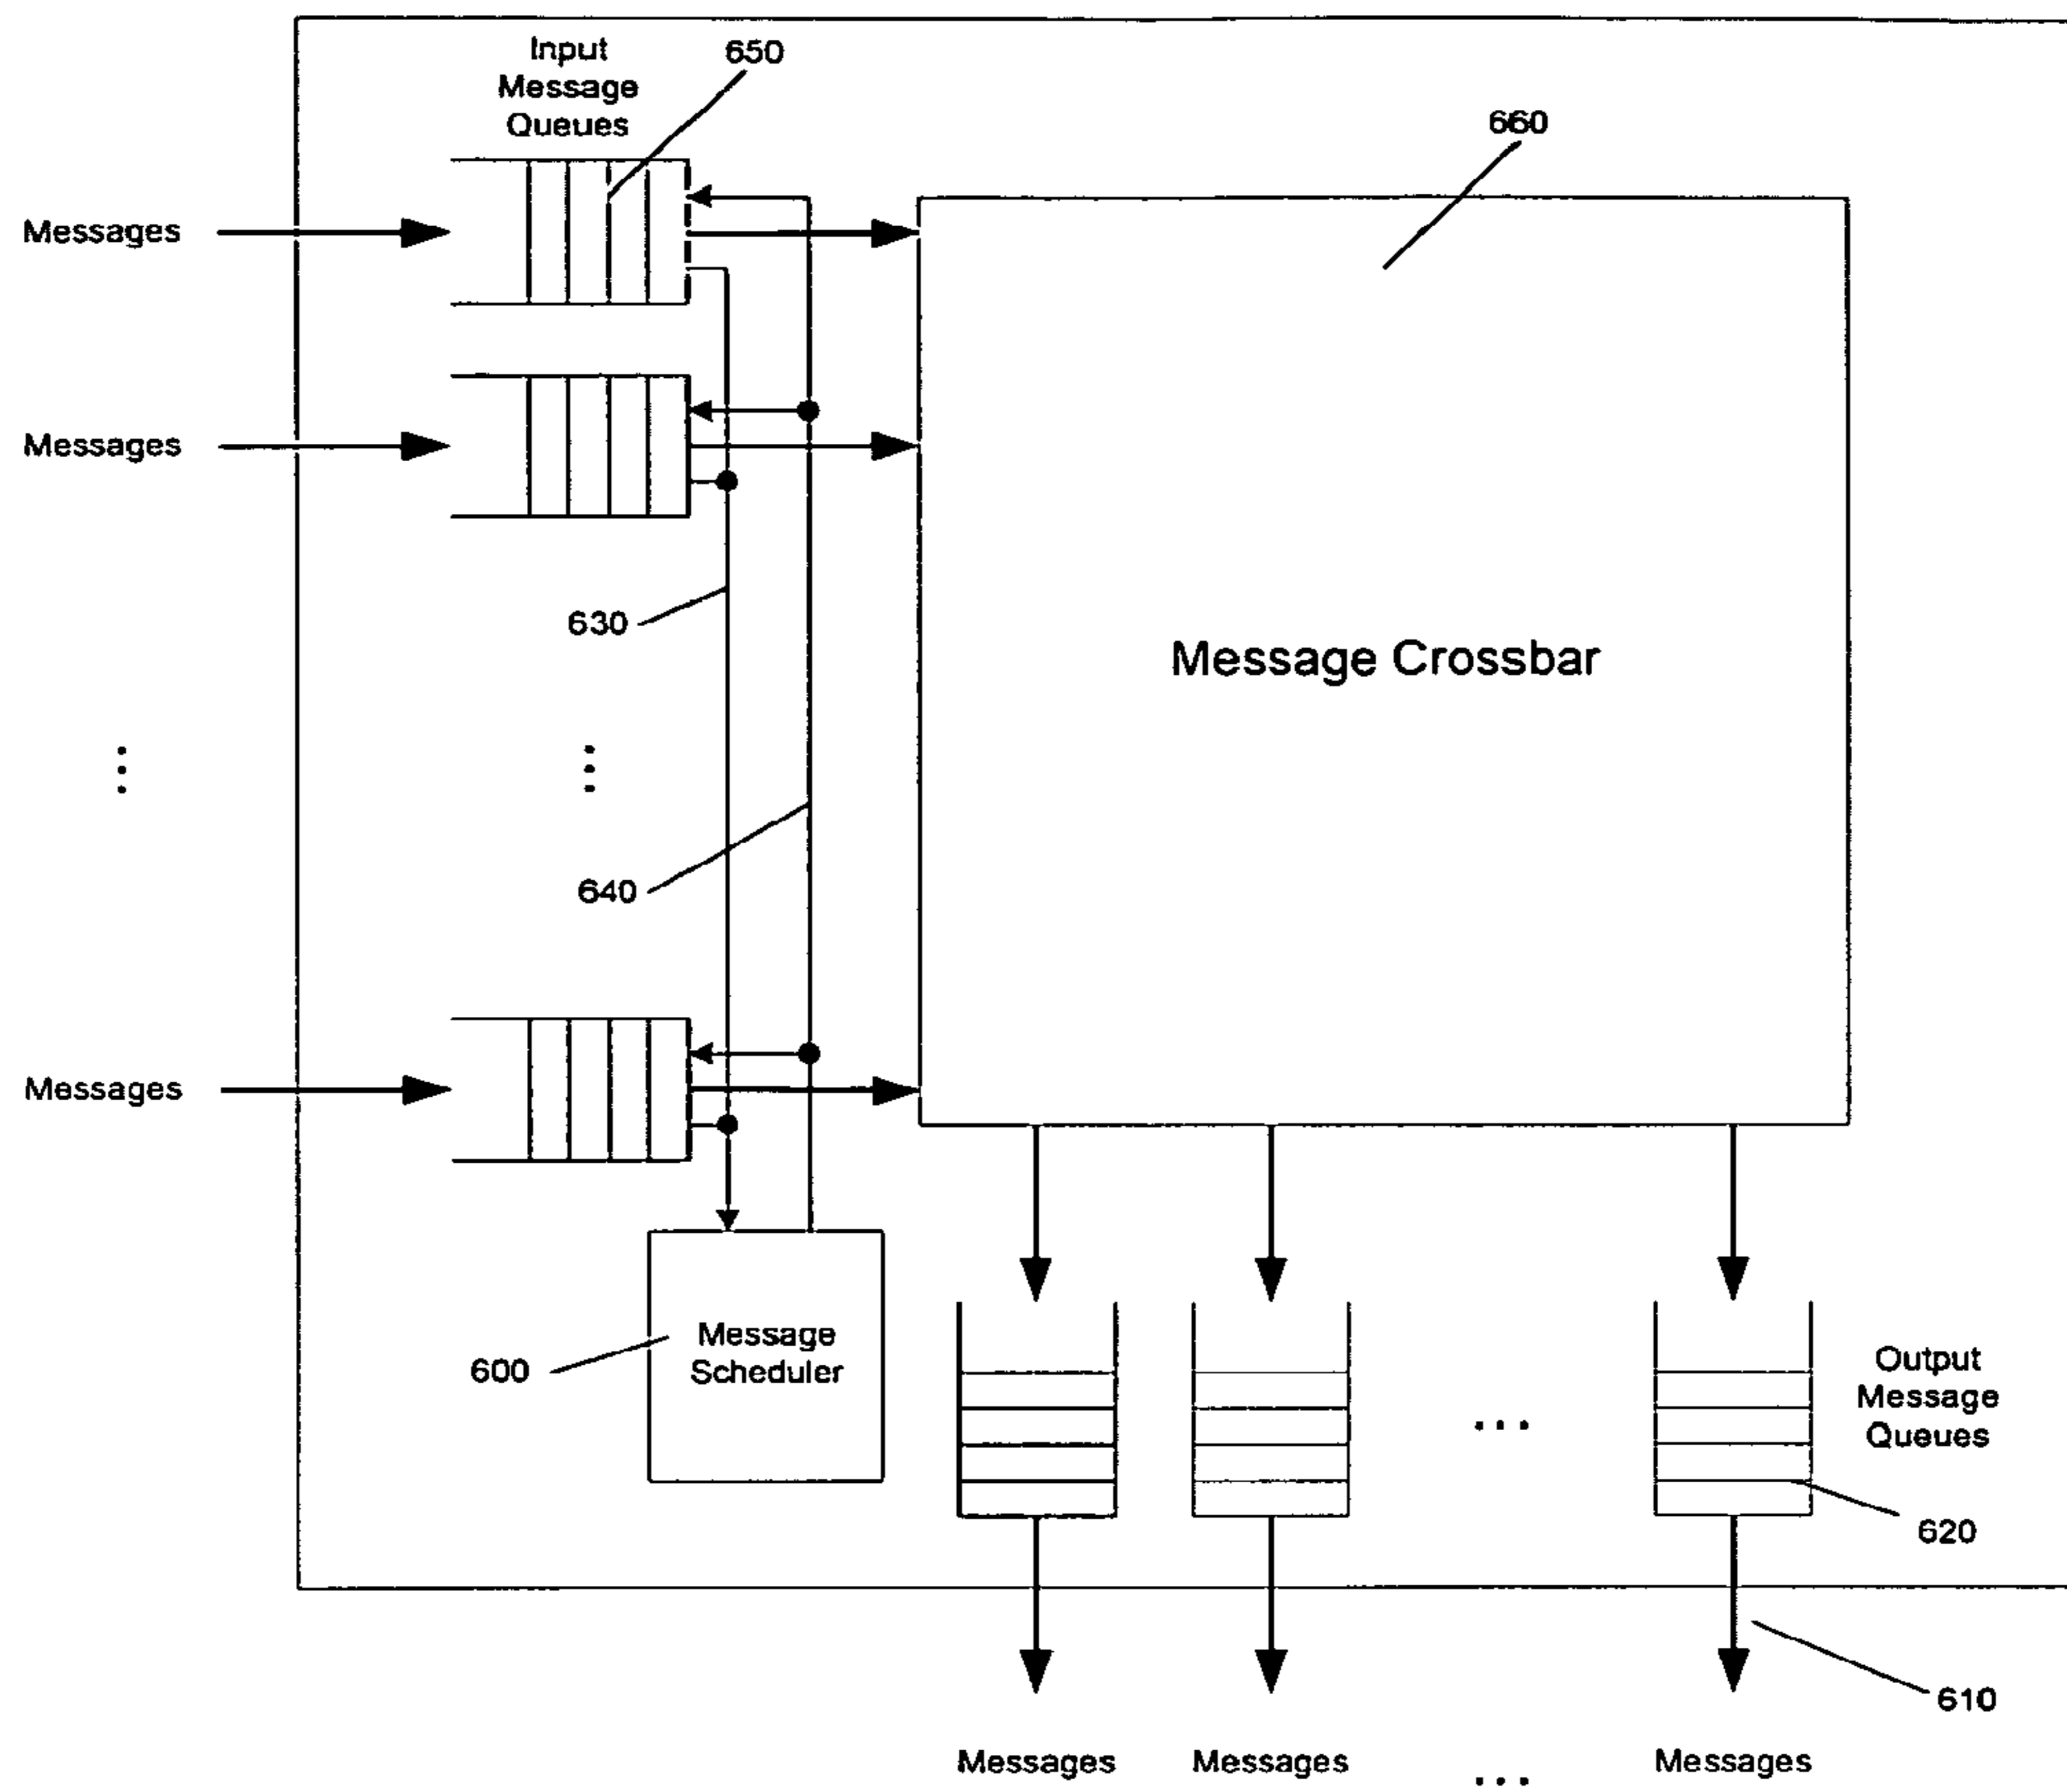 Input
Message
Queues
650
660
Messages
Messages
630
Message Crossbar
⋮
⋮
640
Messages
600
Message
Scheduler
Output
Message
Queues
...
620
610
Messages
Messages
...
Messages